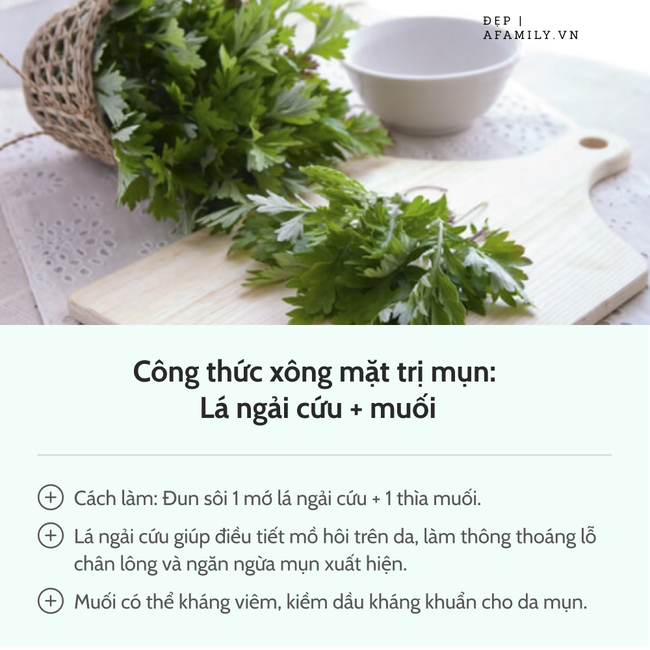 ĐẸP |
AFAMILY.VN
Công thức xông mặt trị mụn:
Lá ngải cứu + muối
Cách làm: Đun sôi 1 mớ lá ngải cứu + 1 thìa muối.
Lá ngải cứu giúp điều tiết mồ hôi trên da, làm thông thoáng lỗ
chân lông và ngăn ngừa mụn xuất hiện.
Muối có thể kháng viêm, kiềm dầu kháng khuẩn cho da mụn.